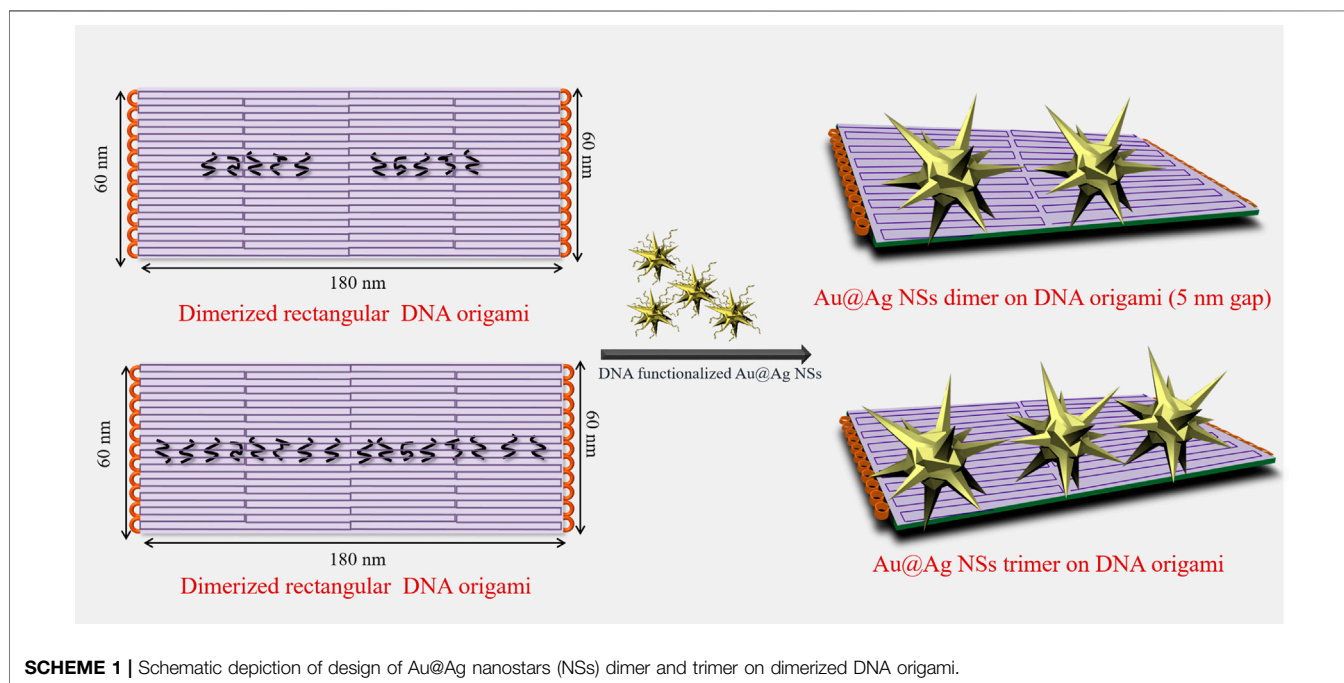 60 nm
60 nm
180 nm
Dimerized rectangular DNA origami
60 nm
60 nm
180 nm
Dimerized rectangular DNA origami
DNA functionalized Au@Ag NSs
Au@Ag NSs dimer on DNA origami (5 nm gap)
Au@Ag NSs trimer on DNA origami
SCHEME 1 | Schematic depiction of design of Au@Ag nanostars (NSs) dimer and trimer on dimerized DNA origami.